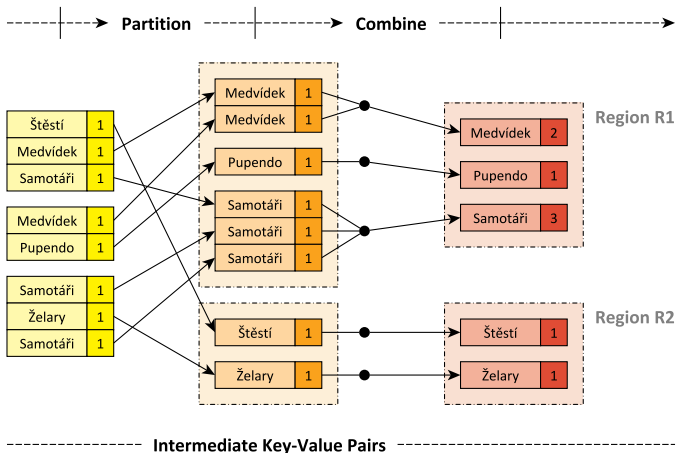 Partition
Combine
Štěstí 1
Medvídek 1
Samotáři 1
Medvídek 1
Pupendo 1
Samotáři 1
Želary 1
Samotáři 1
Medvídek 1
Medvídek 1
Pupendo 1
Samotáři 1
Samotáři 1
Samotáři 1
Štěstí 1
Želary 1
Region R1
Medvídek 2
Pupendo 1
Samotáři 3
Region R2
Štěstí 1
Želary 1
Intermediate Key-Value Pairs